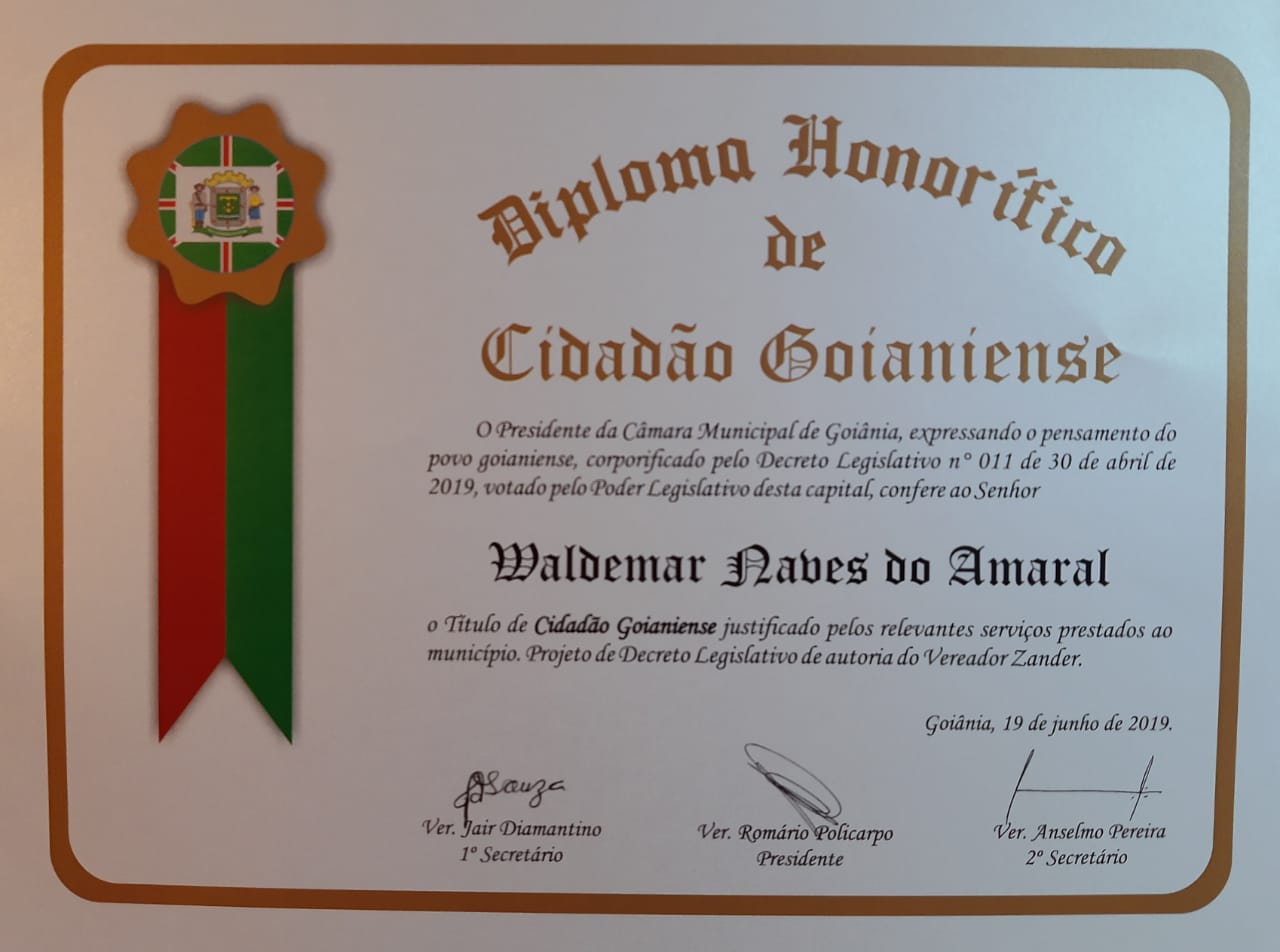 Diploma Honorífico
de
Cidadão Goianiense
O Presidente da Câmara Municipal de Goiânia, expressando o pensamento do
povo goianiense, corporificado pelo Decreto Legislativo n° 011 de 30 de abril de
2019, votado pelo Poder Legislativo desta capital, confere ao Senhor
Waldemar Naves do Amaral
o Título de Cidadão Goianiense justificado pelos relevantes serviços prestados ao
município. Projeto de Decreto Legislativo de autoria do Vereador Zander.
Goiânia, 19 de junho de 2019.
Souza
Ver. Jair Diamantino
1º Secretário
Ver. Romário Policarpo
Presidente
Ver. Anselmo Pereira
2º Secretário